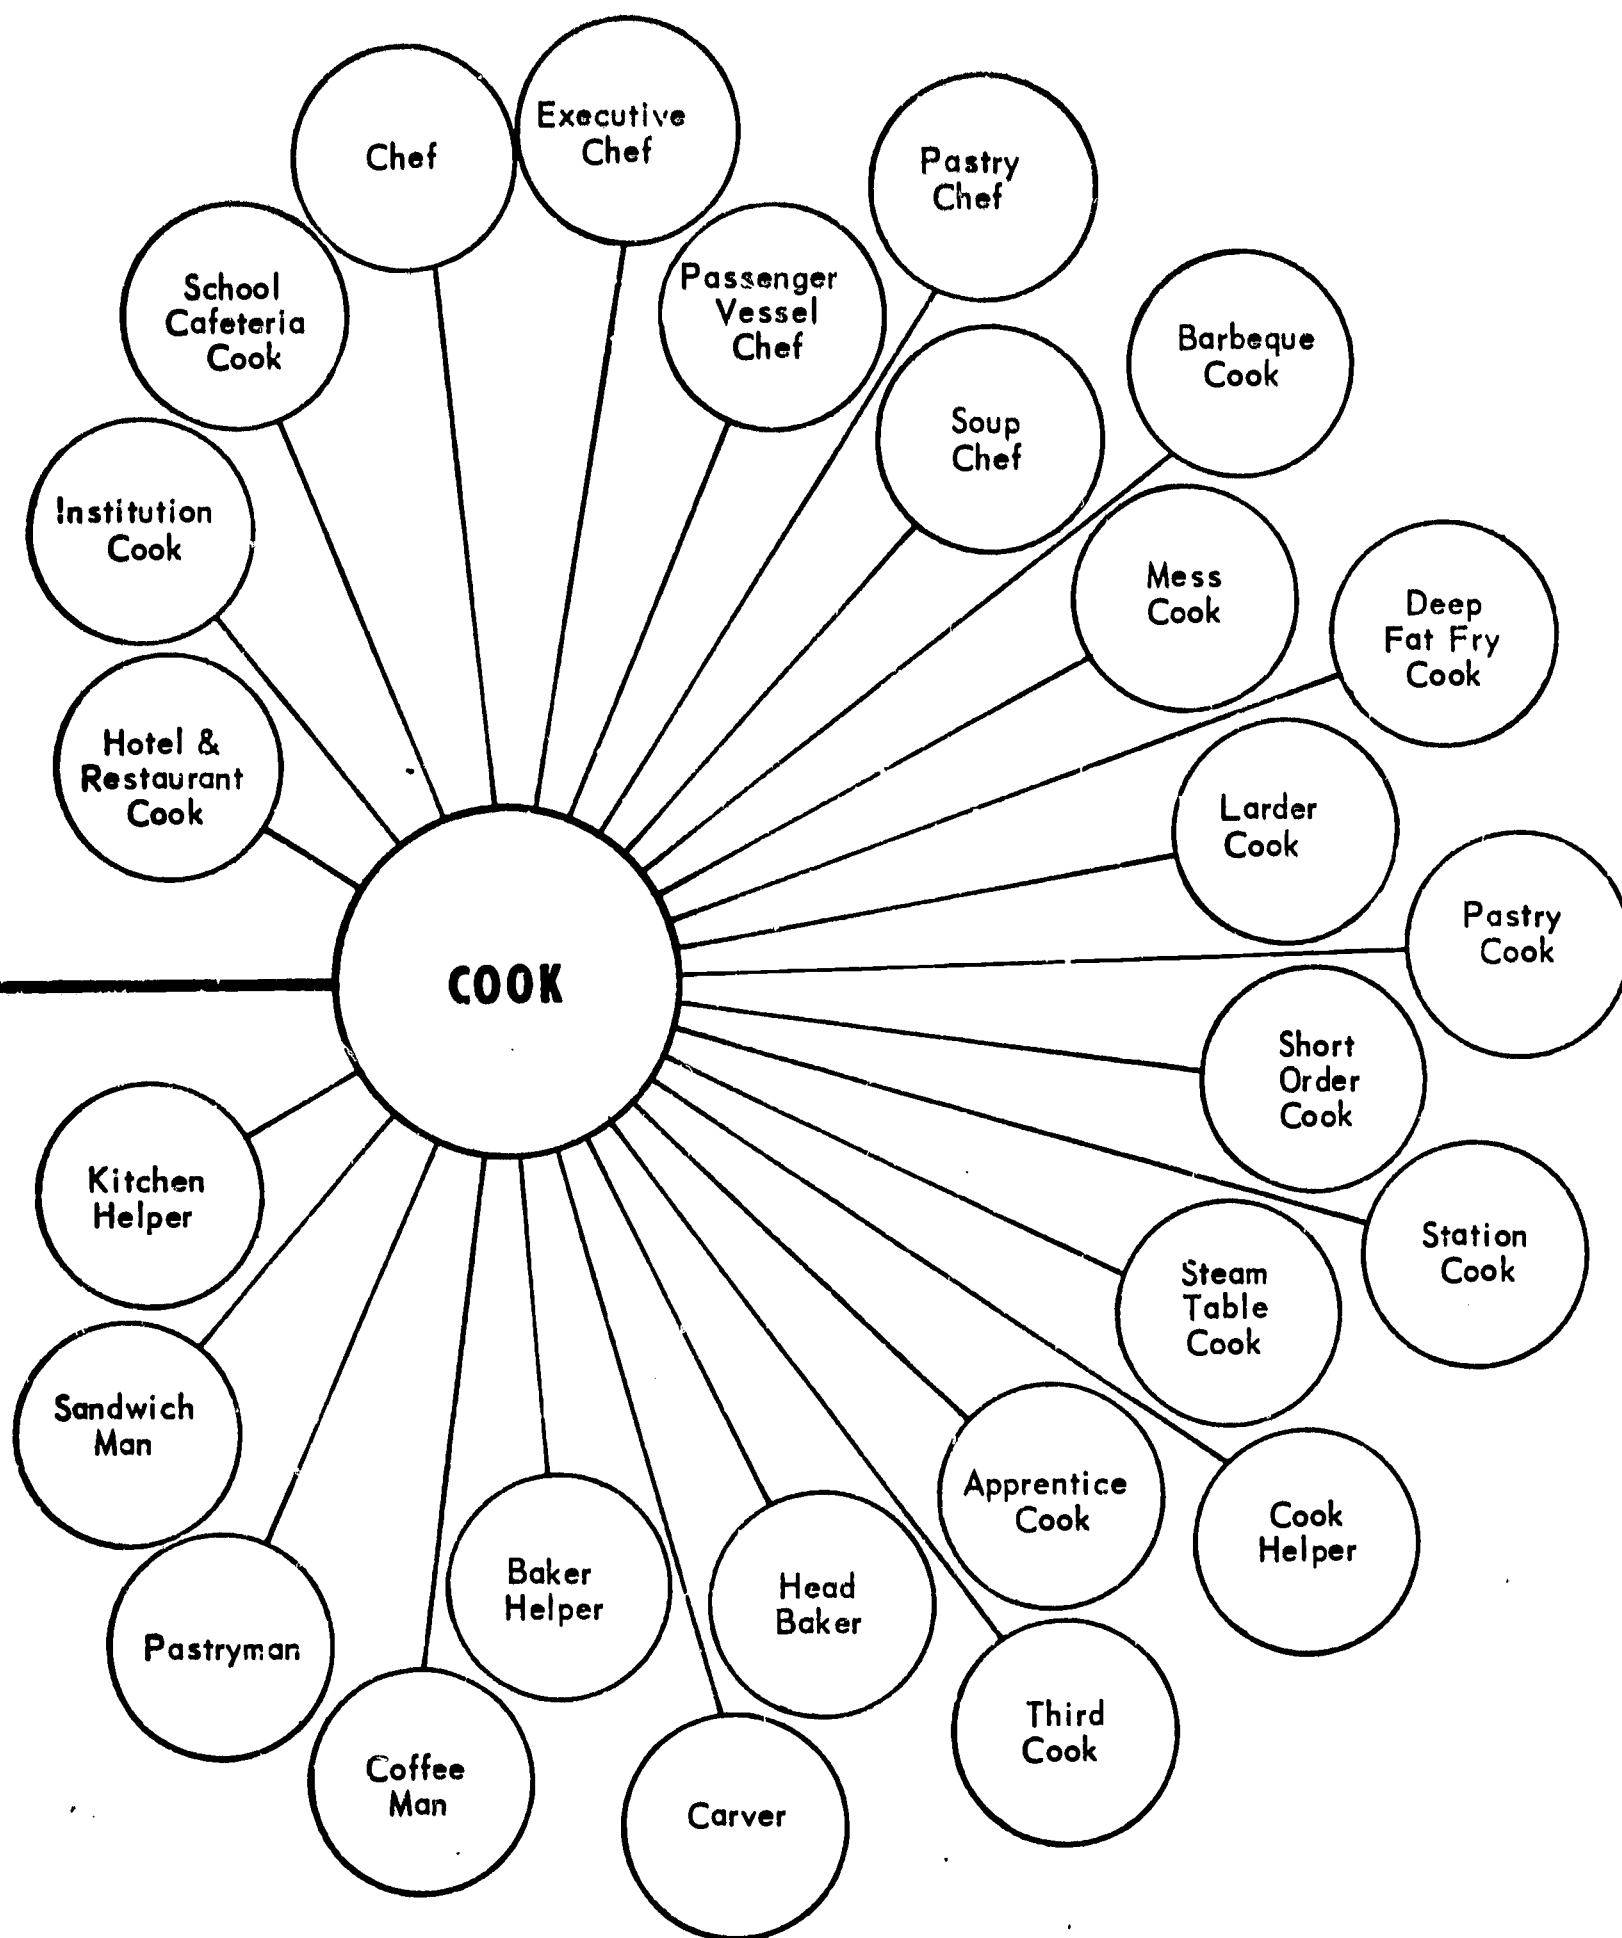 Executive
Chef
Chef
Pastry
Chef
Passenger
Vessel
Chef
School
Cafeteria
Cook
Barbeque
Cook
Soup
Chef
Institution
Cook
Mess
Cook
Deep
Fat Fry
Cook
Hotel &
Restaurant
Cook
Larder
Cook
Pastry
Cook
COOK
Short
Order
Cook
Kitchen
Helper
Station
Cook
Steam
Table
Cook
Sandwich
Man
Apprentice
Cook
Cook
Helper
Baker
Helper
Head
Baker
Pastryman
Third
Cook
Coffee
Man
Carver